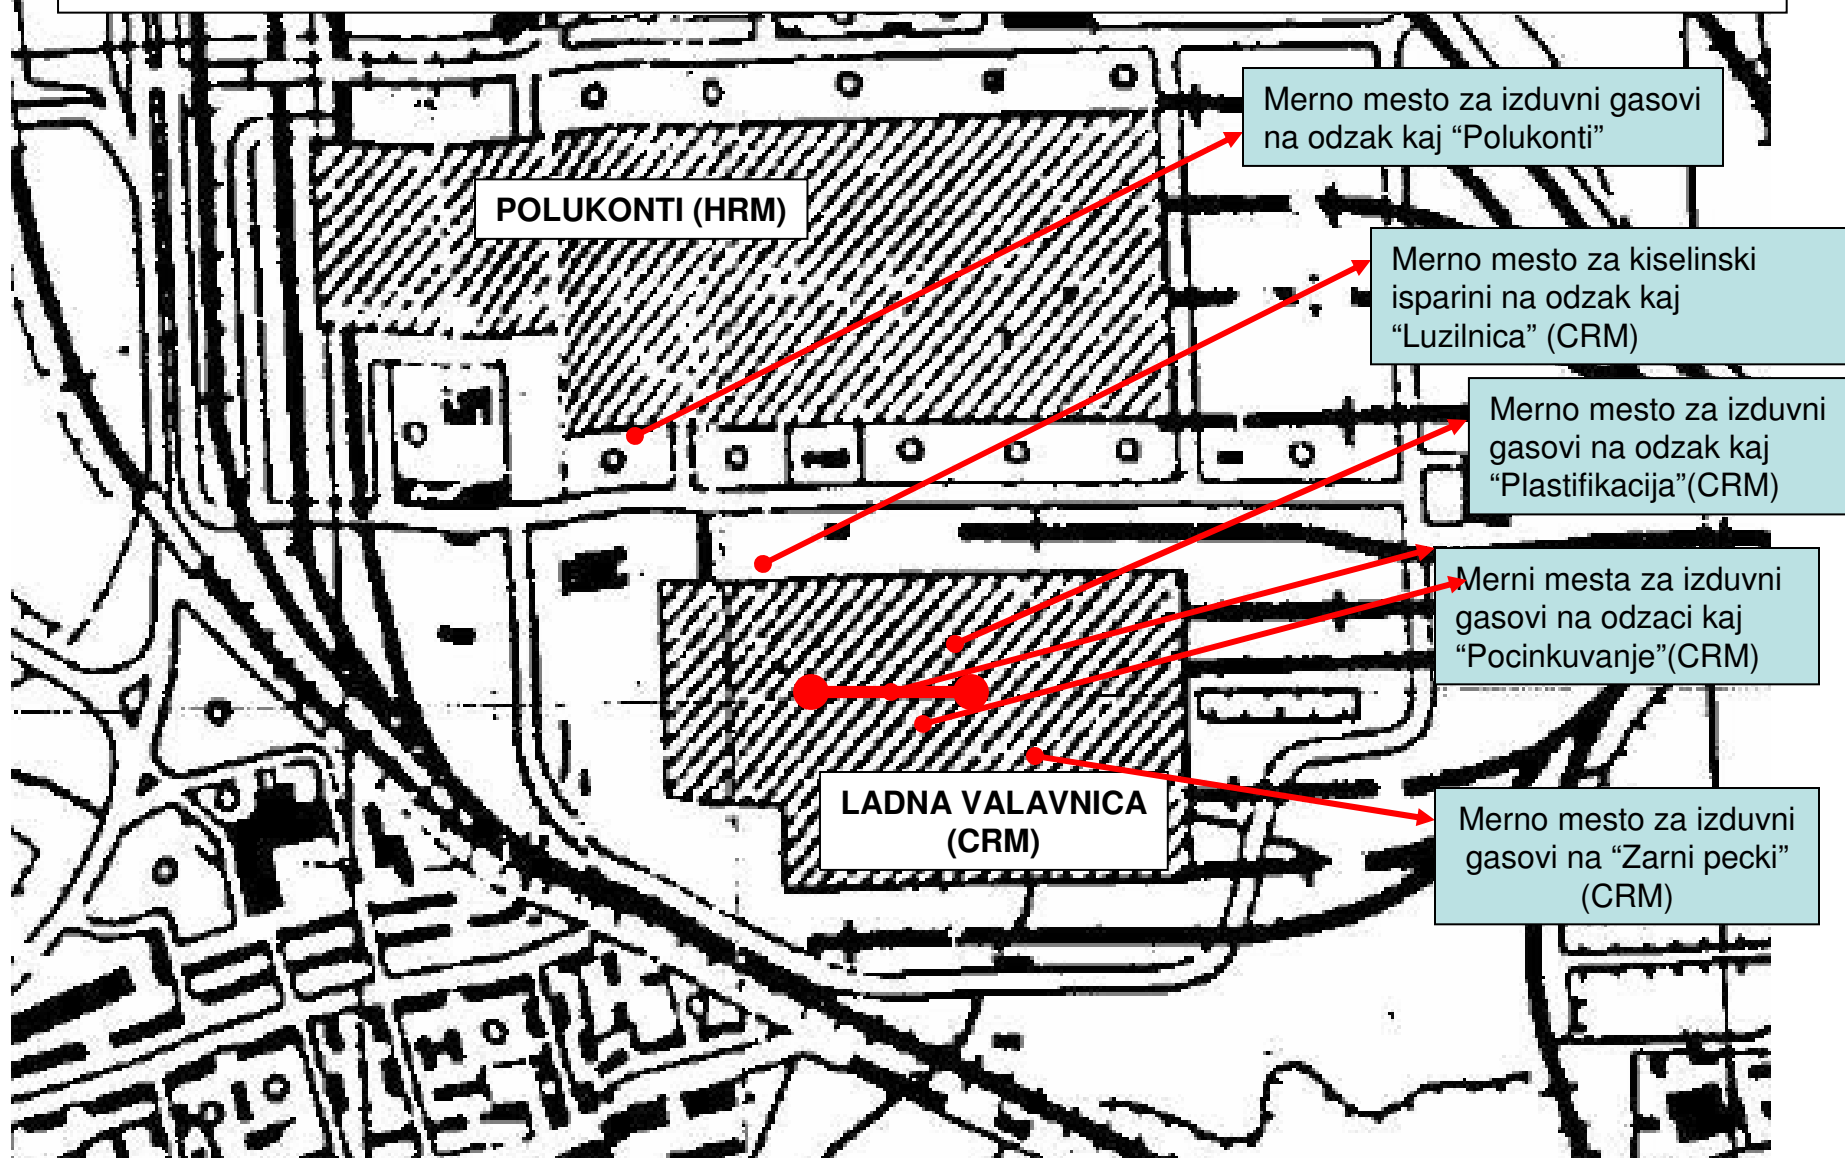 Merno mesto za izduvni gasovi
na odzak kaj “Polukonti”
POLUKONTI (HRM)
Merno mesto za kiselinski
isparini na odzak kaj
“Luzilnica” (CRM)
Merno mesto za izduvni
gasovi na odzak kaj
“Plastifikacija”(CRM)
Merni mesta za izduvni
gasovi na odzaci kaj
“Pocinkuvanje”(CRM)
LADNA VALAVNICA
(CRM)
Merno mesto za izduvni
gasovi na “Zarni pecki”
(CRM)